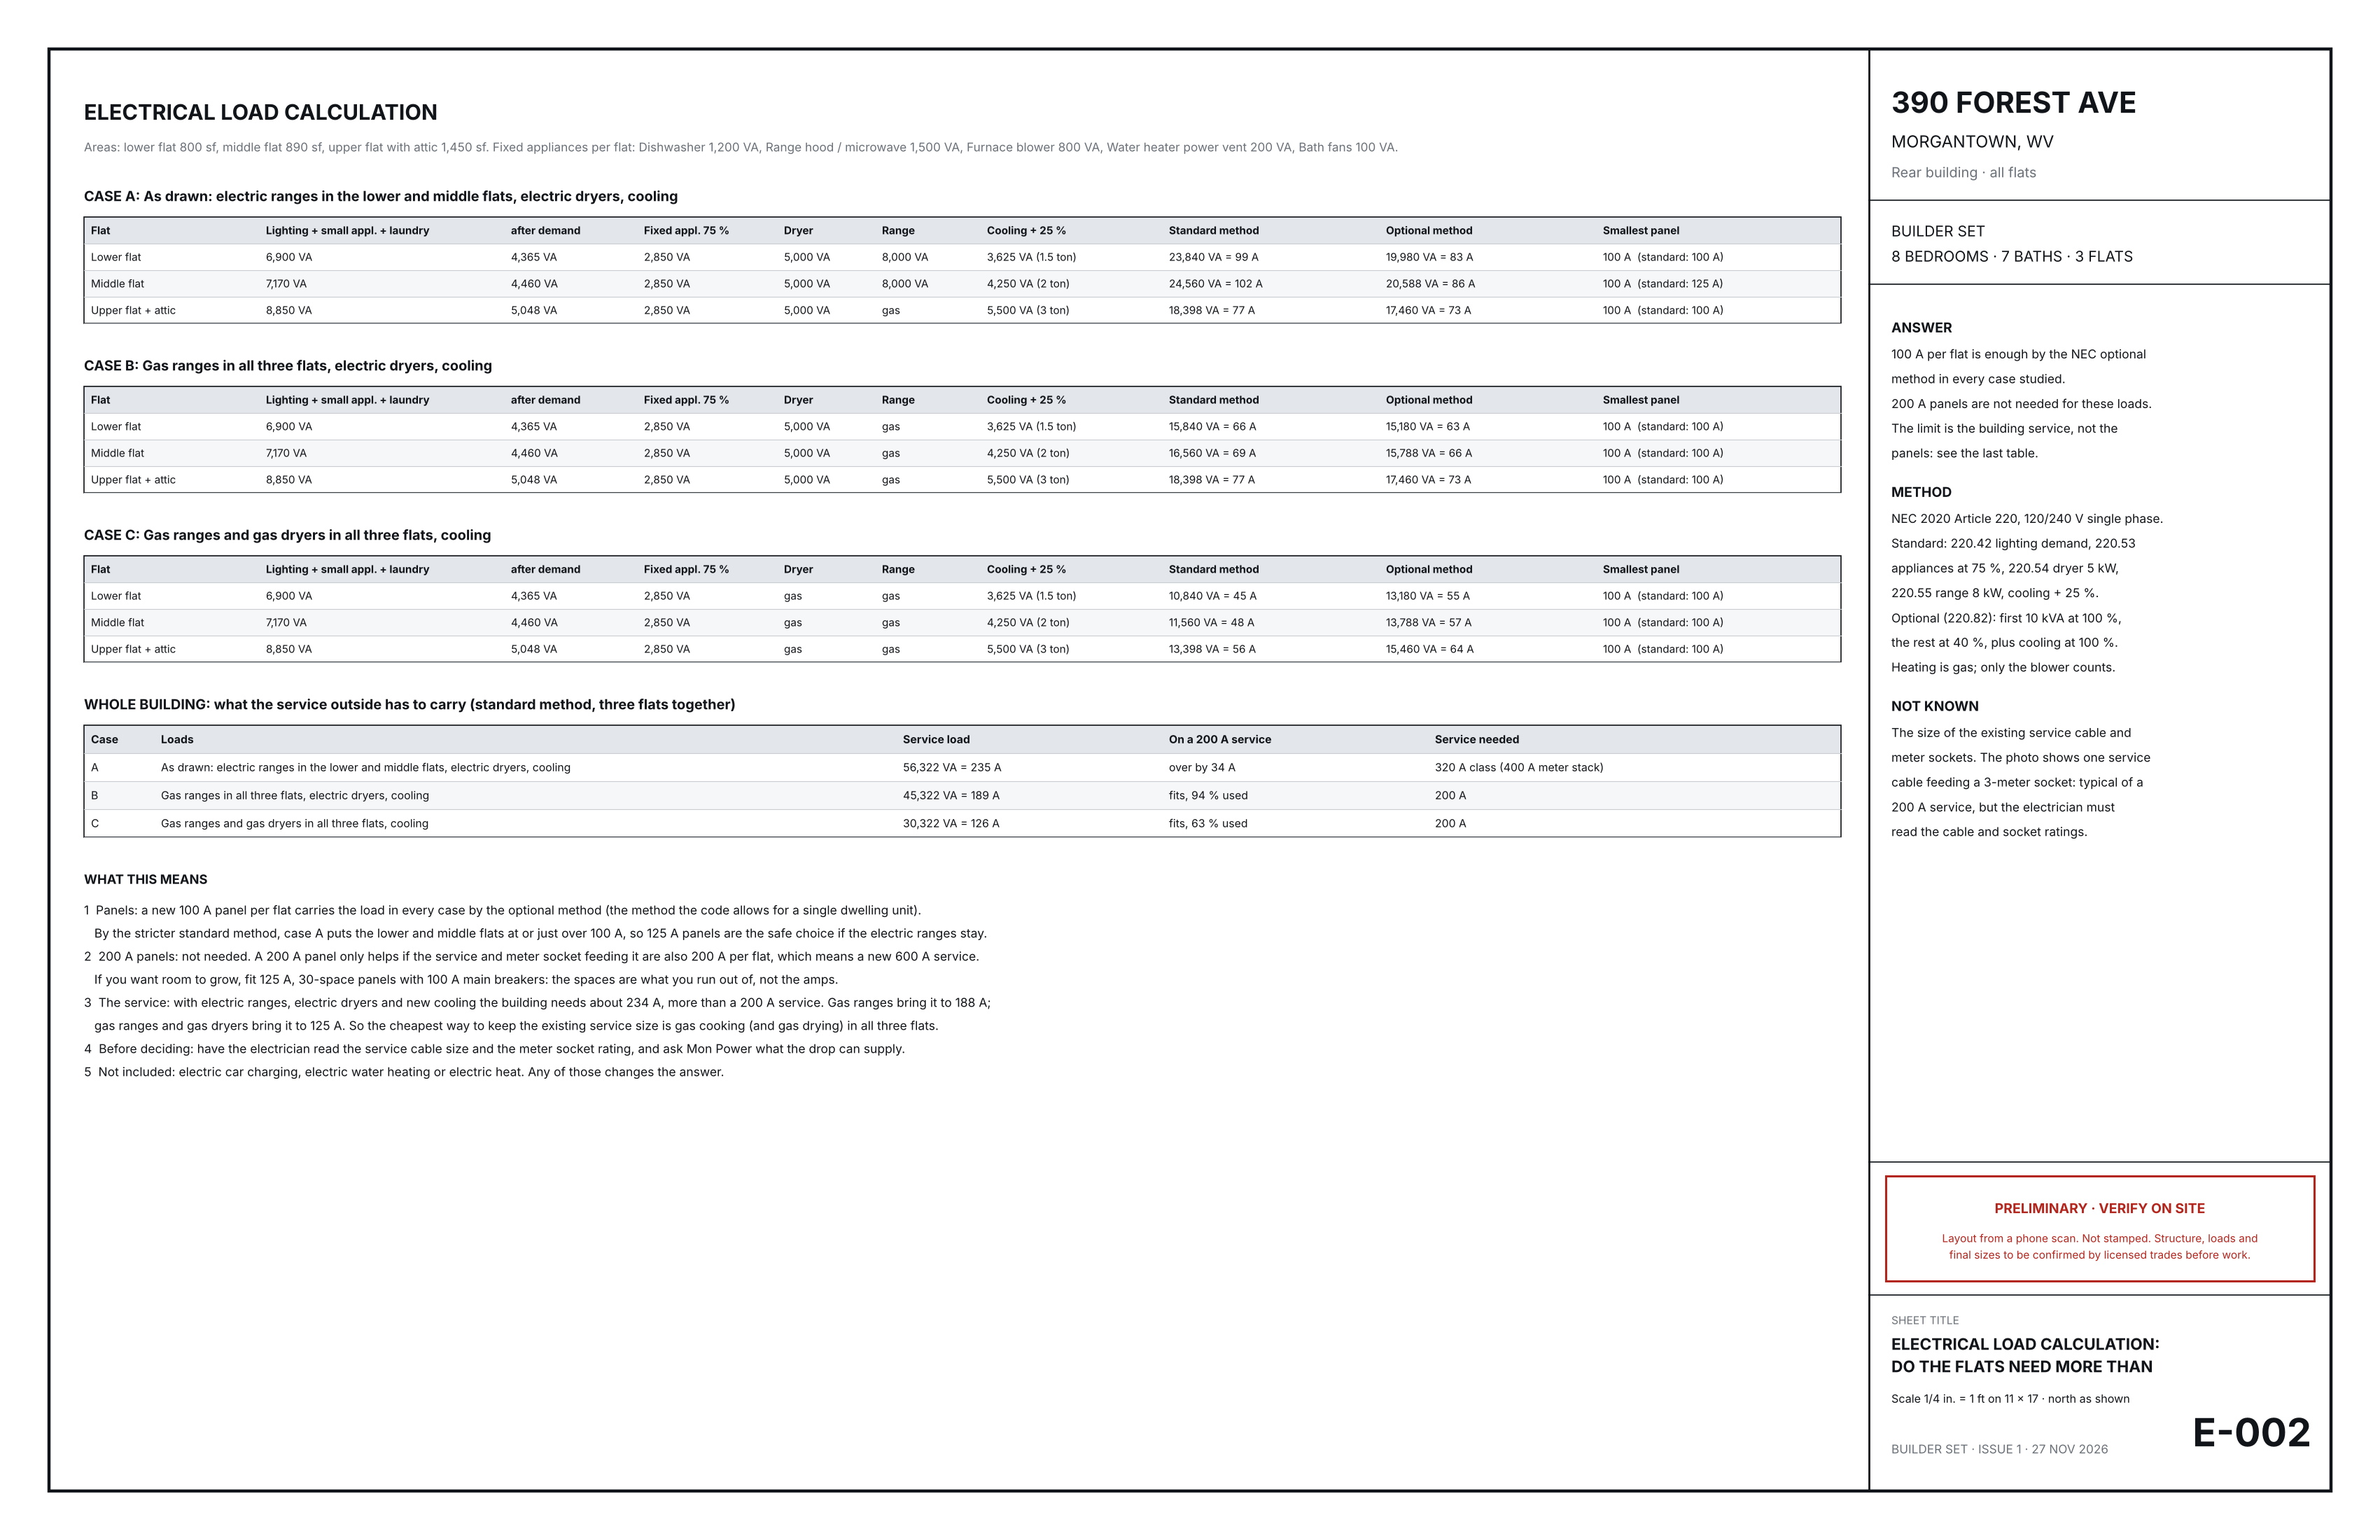 ELECTRICAL LOAD CALCULATION
Areas: lower flat 800 sf, middle flat 890 sf, upper flat with attic 1,450 sf. Fixed appliances per flat: Dishwasher 1,200 VA, Range hood / microwave 1,500 VA, Furnace blower 800 VA, Water heater power vent 200 VA, Bath fans 100 VA.
CASE A: As drawn: electric ranges in the lower and middle flats, electric dryers, cooling
Flat Lighting + small appl. + laundry after demand Fixed appl. 75 % Dryer Range Cooling + 25 % Standard method Optional method Smallest panel
Lower flat 6,900 VA 4,365 VA 2,850 VA 5,000 VA 8,000 VA 3,625 VA (1.5 ton) 23,840 VA = 99 A 19,980 VA = 83 A 100 A (standard: 100 A)
Middle flat 7,170 VA 4,460 VA 2,850 VA 5,000 VA 8,000 VA 4,250 VA (2 ton) 24,560 VA = 102 A 20,588 VA = 86 A 100 A (standard: 125 A)
Upper flat + attic 8,850 VA 5,048 VA 2,850 VA 5,000 VA gas 5,500 VA (3 ton) 18,398 VA = 77 A 17,460 VA = 73 A 100 A (standard: 100 A)
CASE B: Gas ranges in all three flats, electric dryers, cooling
Flat Lighting + small appl. + laundry after demand Fixed appl. 75 % Dryer Range Cooling + 25 % Standard method Optional method Smallest panel
Lower flat 6,900 VA 4,365 VA 2,850 VA 5,000 VA gas 3,625 VA (1.5 ton) 15,840 VA = 66 A 15,180 VA = 63 A 100 A (standard: 100 A)
Middle flat 7,170 VA 4,460 VA 2,850 VA 5,000 VA gas 4,250 VA (2 ton) 16,560 VA = 69 A 15,788 VA = 66 A 100 A (standard: 100 A)
Upper flat + attic 8,850 VA 5,048 VA 2,850 VA 5,000 VA gas 5,500 VA (3 ton) 18,398 VA = 77 A 17,460 VA = 73 A 100 A (standard: 100 A)
CASE C: Gas ranges and gas dryers in all three flats, cooling
Flat Lighting + small appl. + laundry after demand Fixed appl. 75 % Dryer Range Cooling + 25 % Standard method Optional method Smallest panel
Lower flat 6,900 VA 4,365 VA 2,850 VA gas gas 3,625 VA (1.5 ton) 10,840 VA = 45 A 13,180 VA = 55 A 100 A (standard: 100 A)
Middle flat 7,170 VA 4,460 VA 2,850 VA gas gas 4,250 VA (2 ton) 11,560 VA = 48 A 13,788 VA = 57 A 100 A (standard: 100 A)
Upper flat + attic 8,850 VA 5,048 VA 2,850 VA gas gas 5,500 VA (3 ton) 13,398 VA = 56 A 15,460 VA = 64 A 100 A (standard: 100 A)
WHOLE BUILDING: what the service outside has to carry (standard method, three flats together)
Case Loads Service load On a 200 A service Service needed
A As drawn: electric ranges in the lower and middle flats, electric dryers, cooling 56,322 VA = 235 A over by 34 A 320 A class (400 A meter stack)
B Gas ranges in all three flats, electric dryers, cooling 45,322 VA = 189 A fits, 94 % used 200 A
C Gas ranges and gas dryers in all three flats, cooling 30,322 VA = 126 A fits, 63 % used 200 A
WHAT THIS MEANS
1 Panels: a new 100 A panel per flat carries the load in every case by the optional method (the method the code allows for a single dwelling unit).
By the stricter standard method, case A puts the lower and middle flats at or just over 100 A, so 125 A panels are the safe choice if the electric ranges stay.
2 200 A panels: not needed. A 200 A panel only helps if the service and meter socket feeding it are also 200 A per flat, which means a new 600 A service.
If you want room to grow, fit 125 A, 30-space panels with 100 A main breakers: the spaces are what you run out of, not the amps.
3 The service: with electric ranges, electric dryers and new cooling the building needs about 234 A, more than a 200 A service. Gas ranges bring it to 188 A;
gas ranges and gas dryers bring it to 125 A. So the cheapest way to keep the existing service size is gas cooking (and gas drying) in all three flats.
4 Before deciding: have the electrician read the service cable size and the meter socket rating, and ask Mon Power what the drop can supply.
5 Not included: electric car charging, electric water heating or electric heat. Any of those changes the answer.
390 FOREST AVE
MORGANTOWN, WV
Rear building · all flats
BUILDER SET
8 BEDROOMS · 7 BATHS · 3 FLATS
ANSWER
100 A per flat is enough by the NEC optional
method in every case studied.
200 A panels are not needed for these loads.
The limit is the building service, not the
panels: see the last table.
METHOD
NEC 2020 Article 220, 120/240 V single phase.
Standard: 220.42 lighting demand, 220.53
appliances at 75 %, 220.54 dryer 5 kW,
220.55 range 8 kW, cooling + 25 %.
Optional (220.82): first 10 kVA at 100 %,
the rest at 40 %, plus cooling at 100 %.
Heating is gas; only the blower counts.
NOT KNOWN
The size of the existing service cable and
meter sockets. The photo shows one service
cable feeding a 3-meter socket: typical of a
200 A service, but the electrician must
read the cable and socket ratings.
PRELIMINARY · VERIFY ON SITE
Layout from a phone scan. Not stamped. Structure, loads and
final sizes to be confirmed by licensed trades before work.
SHEET TITLE
ELECTRICAL LOAD CALCULATION:
DO THE FLATS NEED MORE THAN
Scale 1/4 in. = 1 ft on 11 × 17 · north as shown
BUILDER SET · ISSUE 1 · 27 NOV 2026
E-002